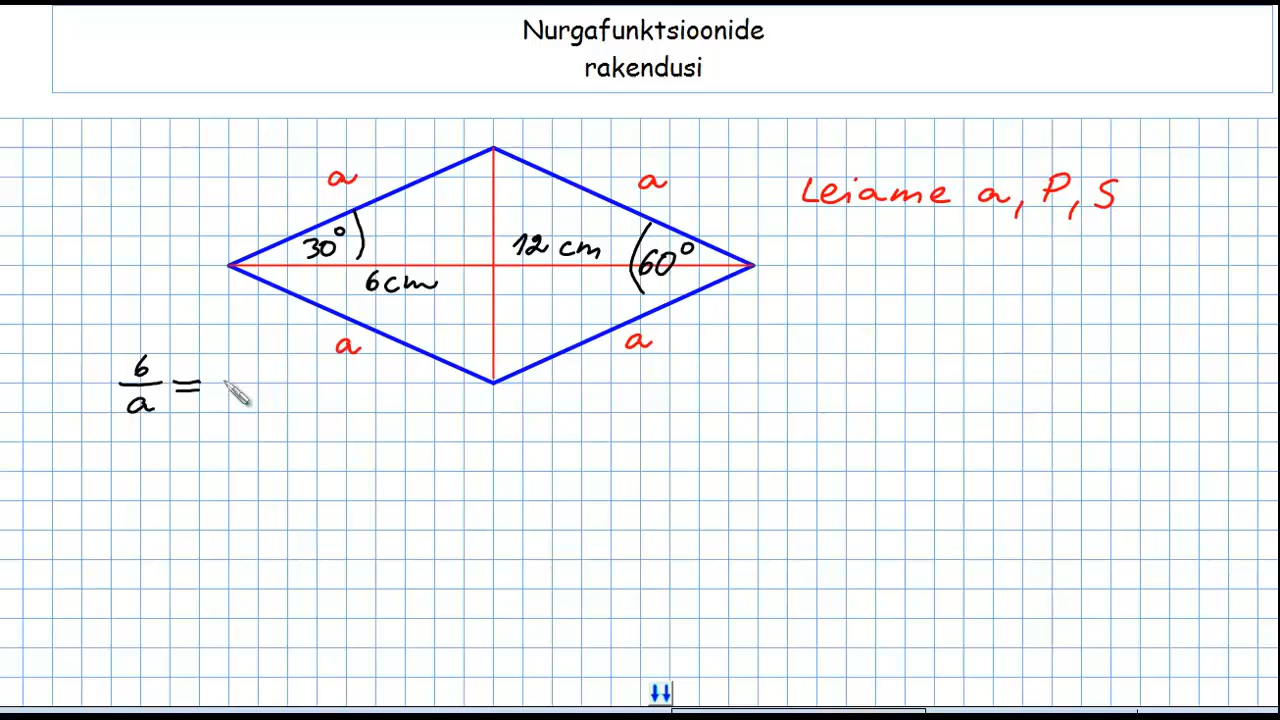 Nurgafunktsioonide
rakendusi
a
a
Leiame a, P, S
30°
12 cm
60°
6cm
a
a
6
a =